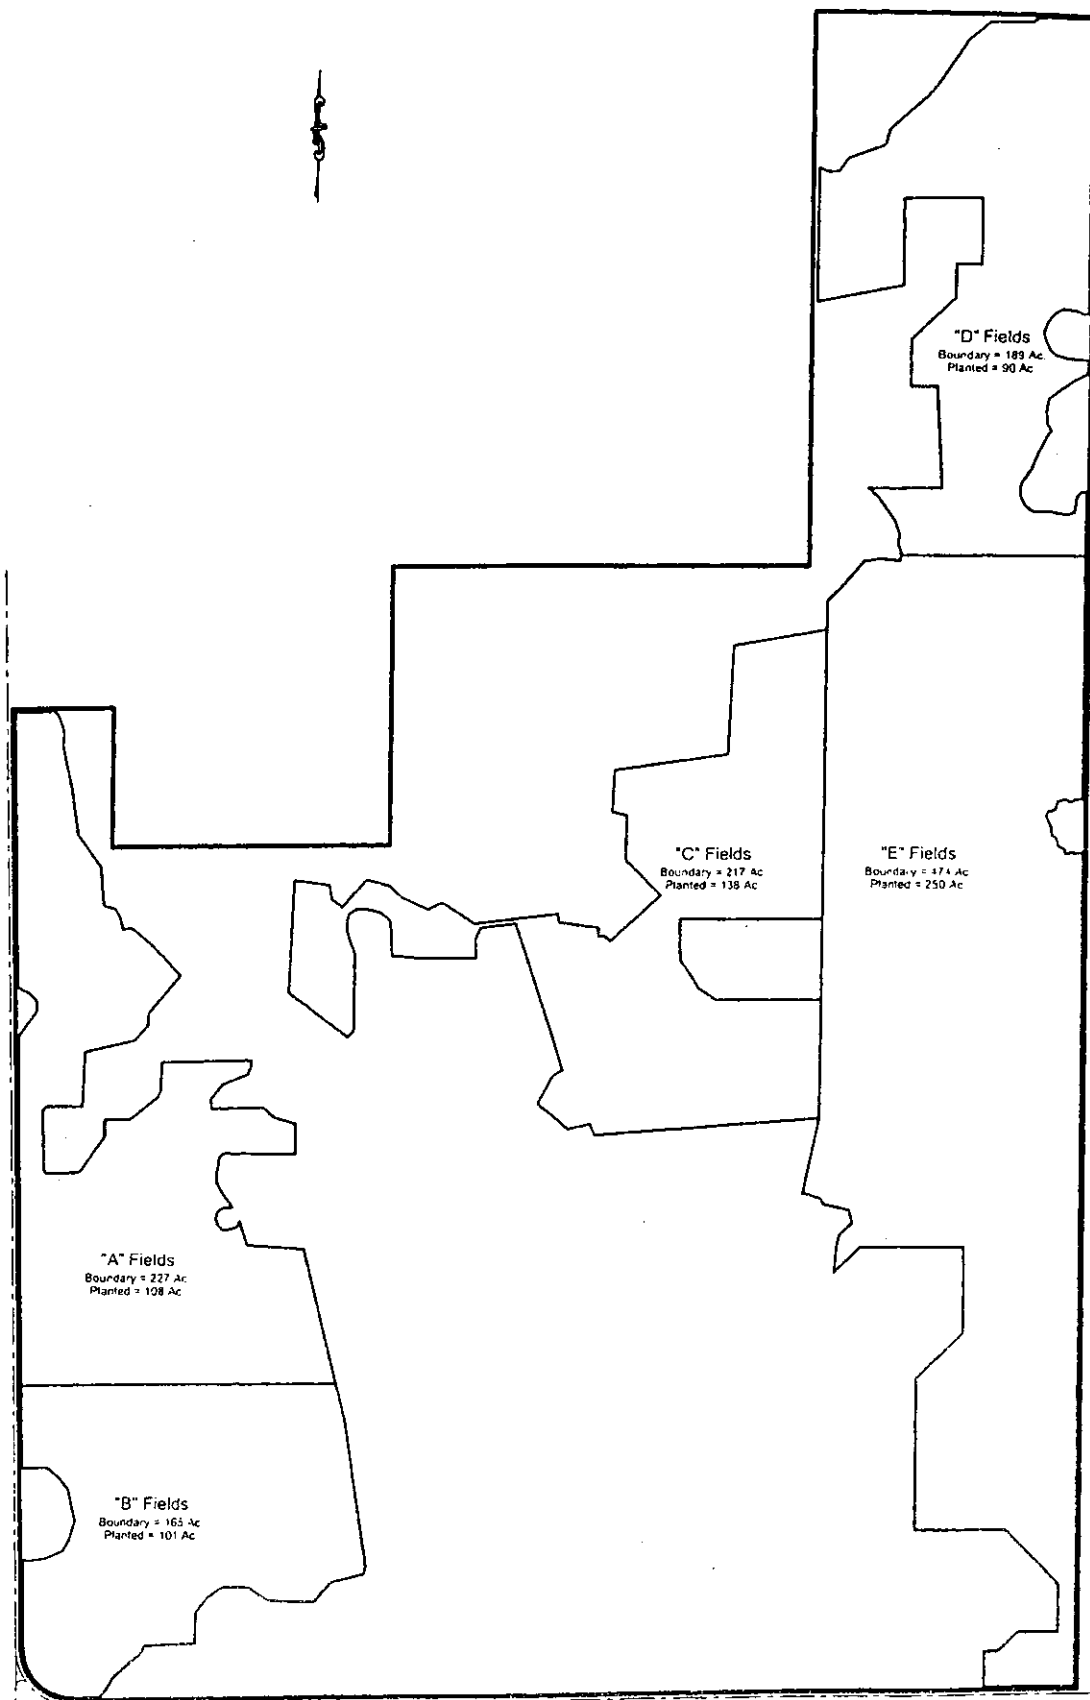 "D" Fields
Boundary = 189 Ac.
Planted = 90 Ac
"C" Fields
Boundary = 217 Ac
Planted = 138 Ac
"E" Fields
Boundary = 474 Ac
Planted = 250 Ac
"A" Fields
Boundary = 227 Ac
Planted = 108 Ac
"B" Fields
Boundary = 165 Ac
Planted = 101 Ac